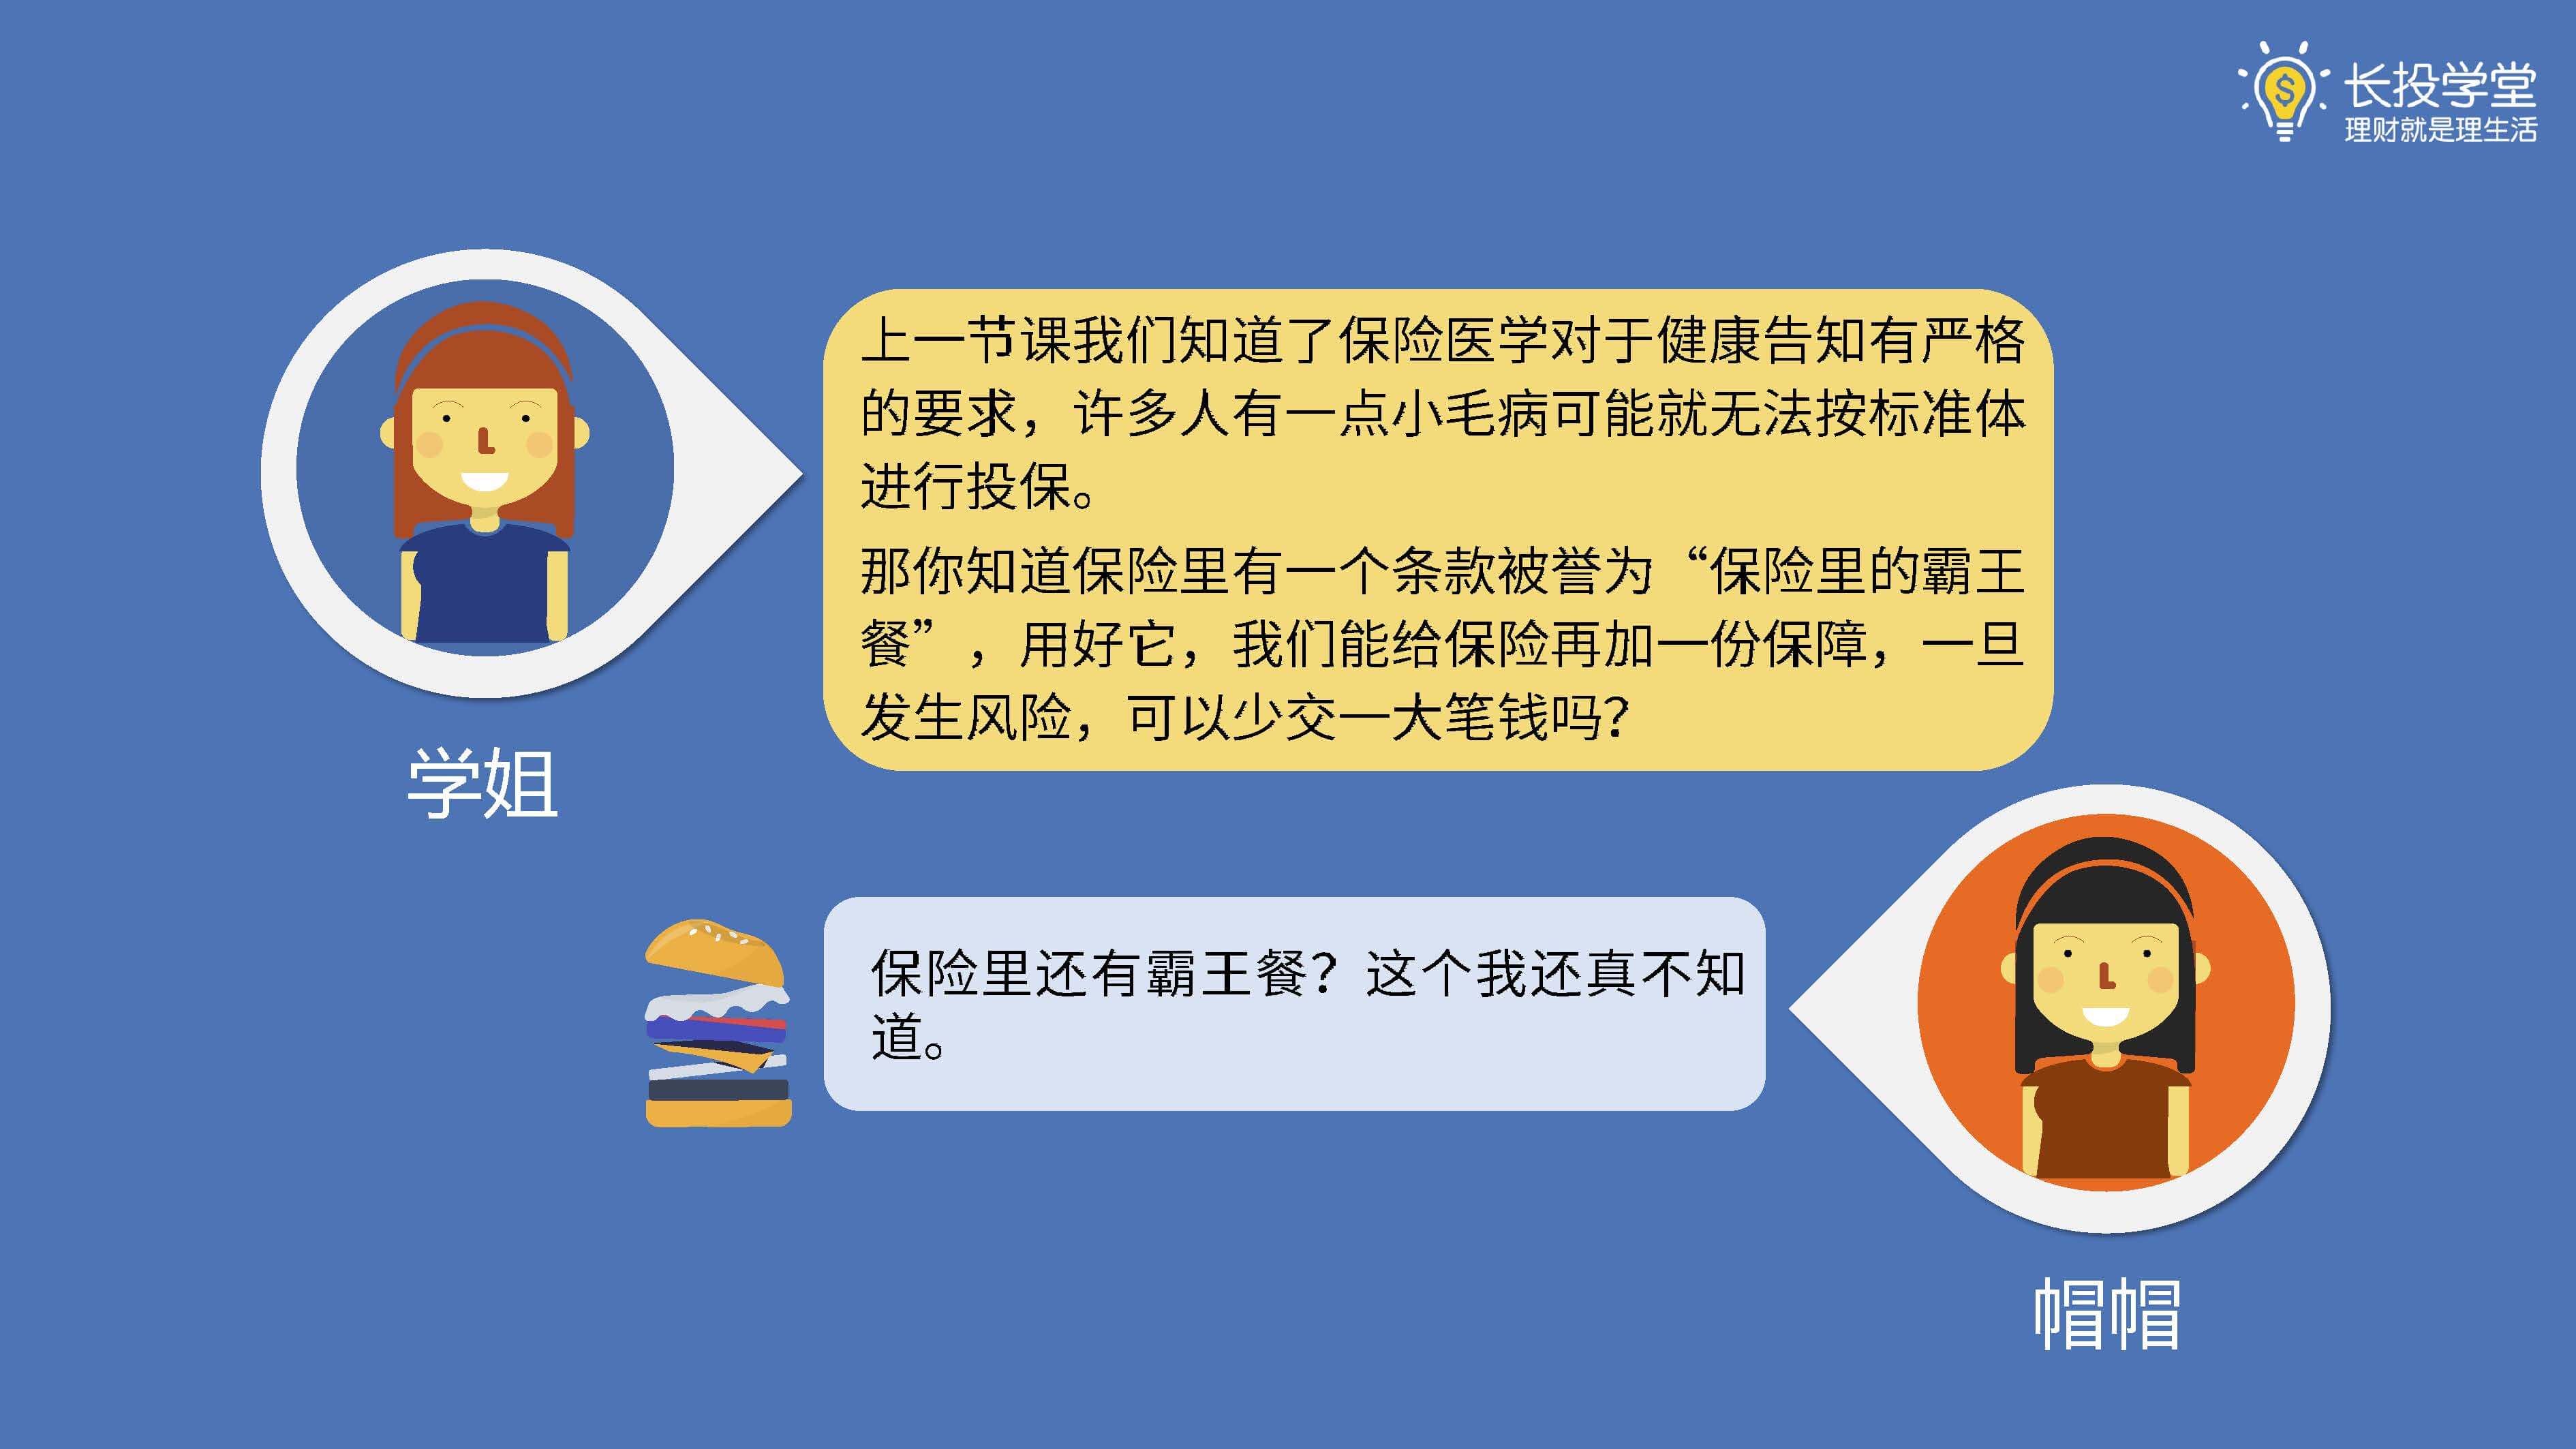 长投学堂
理财就是理生活
上一节课我们知道了保险医学对于健康告知有严格
的要求，许多人有一点小毛病可能就无法按标准体
进行投保。
那你知道保险里有一个条款被誉为“保险里的霸王
餐”，用好它，我们能给保险再加一份保障，一旦
发生风险，可以少交一大笔钱吗？
学姐
保险里还有霸王餐？这个我还真不知
道。
帽帽